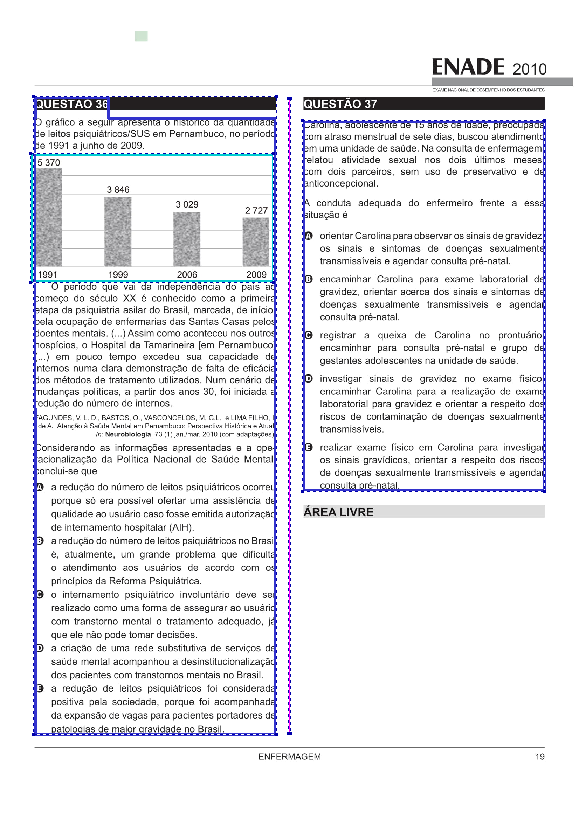 ENADE 2010
EXAME NACIONAL DE DESEMPENHO DOS ESTUDANTES
QUESTÃO 36
O gráfico a seguir apresenta o histórico da quantidade
de leitos psiquiátricos/SUS em Pernambuco, no período
de 1991 a junho de 2009.
5 370
3 846
3 029
2 727
1991 1999 2006 2009
O período que vai da independência do país ao
começo do século XX é conhecido como a primeira
etapa da psiquiatria asilar do Brasil, marcada, de início,
pela ocupação de enfermarias das Santas Casas pelos
doentes mentais. (...) Assim como aconteceu nos outros
hospícios, o Hospital da Tamarineira [em Pernambuco]
(...) em pouco tempo excedeu sua capacidade de
internos numa clara demonstração de falta de eficácia
dos métodos de tratamento utilizados. Num cenário de
mudanças políticas, a partir dos anos 30, foi iniciada a
redução do número de internos.
FAGUNDES, V. L. D., BASTOS, O., VASCONCELOS, M. G.L. e LIMA FILHO, I.
de A. Atenção à Saúde Mental em Pernambuco: Perspectiva Histórica e Atual.
In: Neurobiologia, 73 (1) jan./mar. 2010 (com adaptações).
Considerando as informações apresentadas e a ope-
racionalização da Política Nacional de Saúde Mental,
conclui-se que
A a redução do número de leitos psiquiátricos ocorreu
porque só era possível ofertar uma assistência de
qualidade ao usuário caso fosse emitida autorização
de internamento hospitalar (AIH).
B a redução do número de leitos psiquiátricos no Brasil
é, atualmente, um grande problema que dificulta
o atendimento aos usuários de acordo com os
princípios da Reforma Psiquiátrica.
C o internamento psiquiátrico involuntário deve ser
realizado como uma forma de assegurar ao usuário
com transtorno mental o tratamento adequado, já
que ele não pode tomar decisões.
D a criação de uma rede substitutiva de serviços de
saúde mental acompanhou a desinstitucionalização
dos pacientes com transtornos mentais no Brasil.
E a redução de leitos psiquiátricos foi considerada
positiva pela sociedade, porque foi acompanhada
da expansão de vagas para pacientes portadores de
patologias de maior gravidade no Brasil.
QUESTÃO 37
Carolina, adolescente de 15 anos de idade, preocupada
com atraso menstrual de sete dias, buscou atendimento
em uma unidade de saúde. Na consulta de enfermagem,
relatou atividade sexual nos dois últimos meses,
com dois parceiros, sem uso de preservativo e de
anticoncepcional.
A conduta adequada do enfermeiro frente a essa
situação é
A orientar Carolina para observar os sinais de gravidez,
os sinais e sintomas de doenças sexualmente
transmissíveis e agendar consulta pré-natal.
B encaminhar Carolina para exame laboratorial de
gravidez, orientar acerca dos sinais e sintomas de
doenças sexualmente transmissíveis e agendar
consulta pré-natal.
C registrar a queixa de Carolina no prontuário,
encaminhar para consulta pré-natal e grupo de
gestantes adolescentes na unidade de saúde.
D investigar sinais de gravidez no exame físico,
encaminhar Carolina para a realização de exame
laboratorial para gravidez e orientar a respeito dos
riscos de contaminação de doenças sexualmente
transmissíveis.
E realizar exame físico em Carolina para investigar
os sinais gravídicos, orientar a respeito dos riscos
de doenças sexualmente transmissíveis e agendar
consulta pré-natal.
ÁREA LIVRE
ENFERMAGEM
19